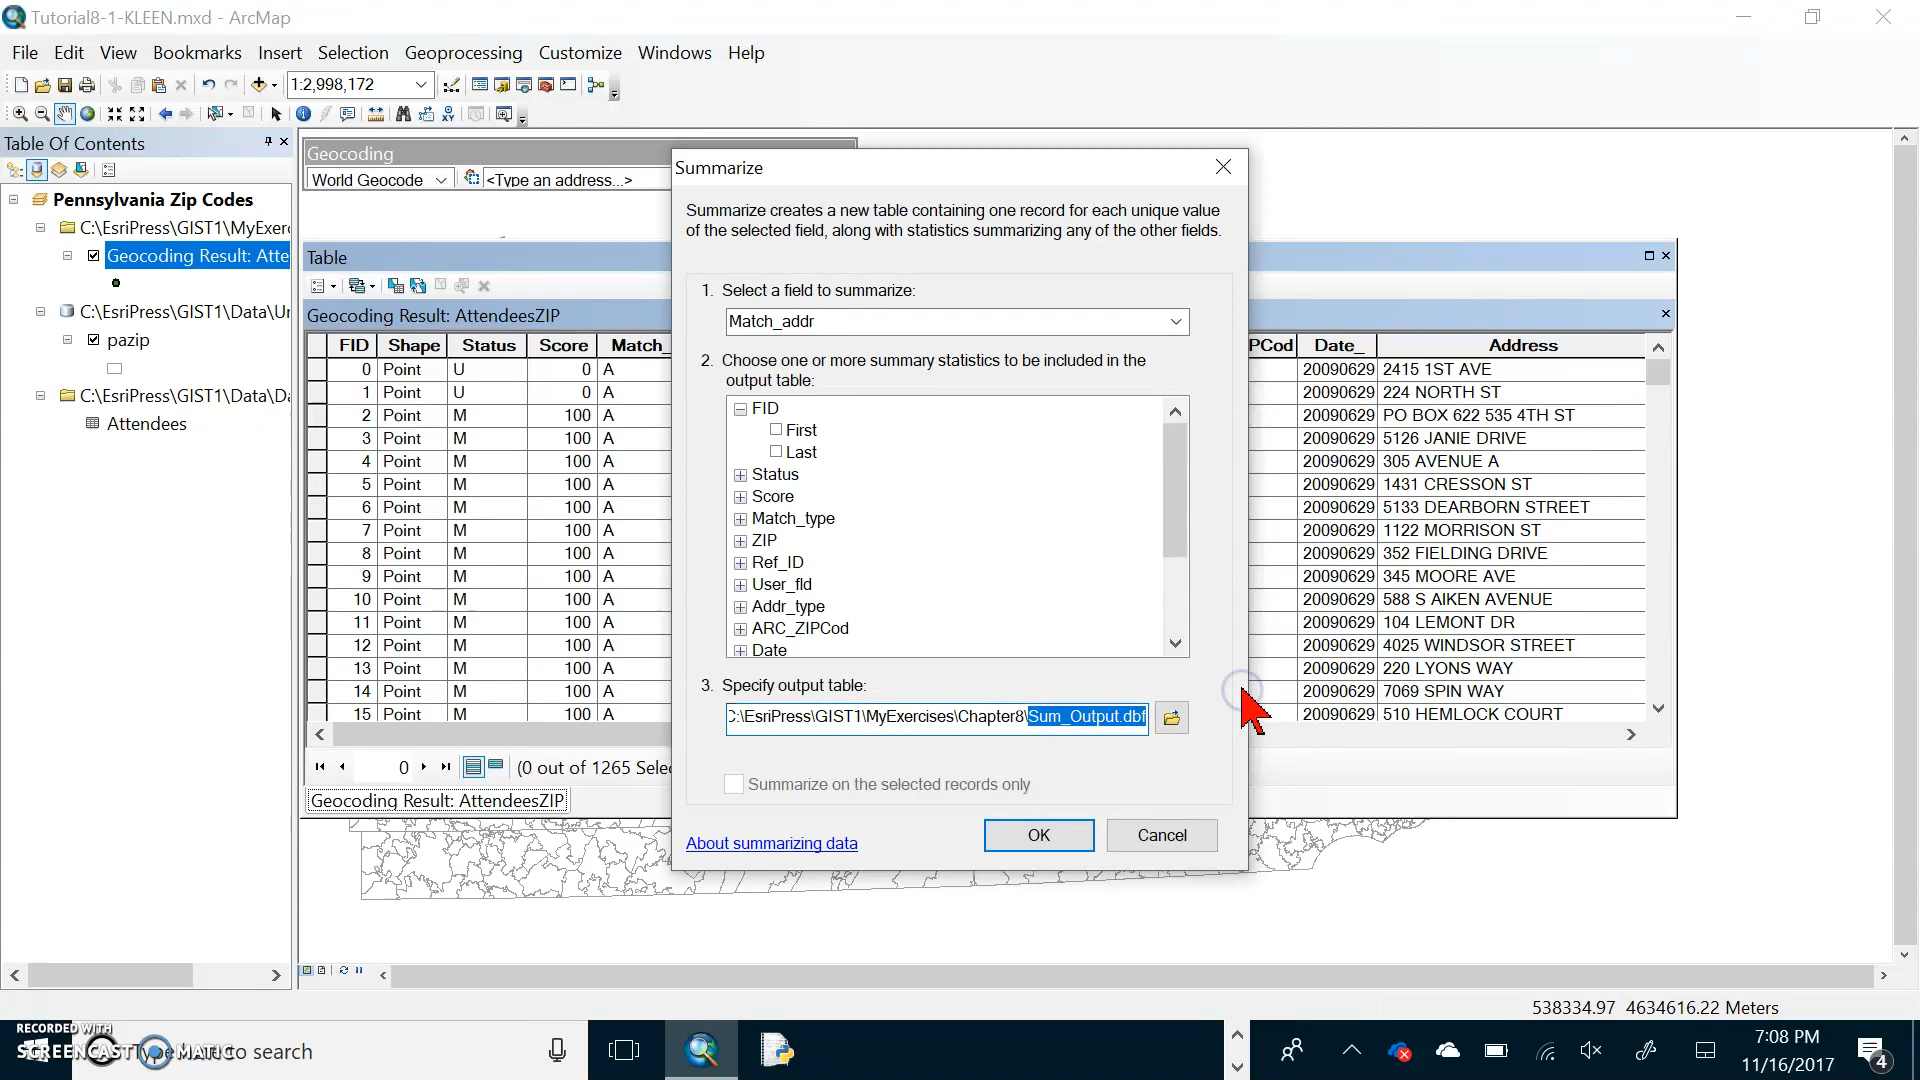 Tutorial8-1-KLEEN.mxd - ArcMap
File Edit View Bookmarks Insert Selection Geoprocessing Customize Windows Help
1:2,998,172
Table Of Contents
Pennsylvania Zip Codes
C:\EsriPress\GIST1\MyExerc
Geocoding Result: Atte
C:\EsriPress\GIST1\Data\Un
pazip
C:\EsriPress\GIST1\Data\Da
Attendees
Geocoding
World Geocode <Type an address...>
Table
Geocoding Result: AttendeesZIP
FID Shape Status Score Match_ PCod Date_ Address
0 Point U 0 A 20090629 2415 1ST AVE
1 Point U 0 A 20090629 224 NORTH ST
2 Point M 100 A 20090629 PO BOX 622 535 4TH ST
3 Point M 100 A 20090629 5126 JANIE DRIVE
4 Point M 100 A 20090629 305 AVENUE A
5 Point M 100 A 20090629 1431 CRESSON ST
6 Point M 100 A 20090629 5133 DEARBORN STREET
7 Point M 100 A 20090629 1122 MORRISON ST
8 Point M 100 A 20090629 352 FIELDING DRIVE
9 Point M 100 A 20090629 345 MOORE AVE
10 Point M 100 A 20090629 588 S AIKEN AVENUE
11 Point M 100 A 20090629 104 LEMONT DR
12 Point M 100 A 20090629 4025 WINDSOR STREET
13 Point M 100 A 20090629 220 LYONS WAY
14 Point M 100 A 20090629 7069 SPIN WAY
15 Point M 100 A 20090629 510 HEMLOCK COURT
0 (0 out of 1265 Sele
Geocoding Result: AttendeesZIP
Summarize
Summarize creates a new table containing one record for each unique value
of the selected field, along with statistics summarizing any of the other fields.
1. Select a field to summarize:
Match_addr
2. Choose one or more summary statistics to be included in the
output table:
FID
First
Last
Status
Score
Match_type
ZIP
Ref_ID
User_fld
Addr_type
ARC_ZIPCod
Date
3. Specify output table:
C:\EsriPress\GIST1\MyExercises\Chapter8\Sum_Output.dbf
Summarize on the selected records only
About summarizing data
OK Cancel
538334.97 4634616.22 Meters
RECORDED WITH
SCREENCAST MATIC
Type here to search
7:08 PM
11/16/2017
4